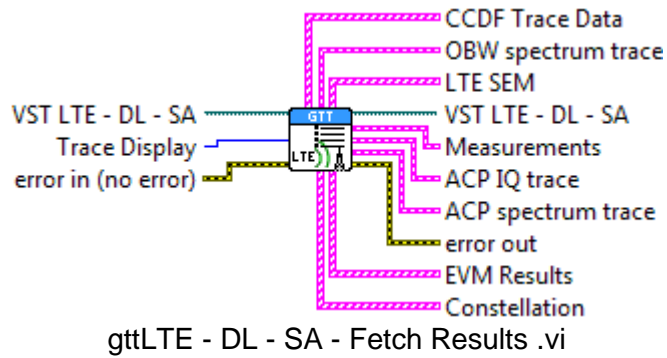 CCDF Trace Data
OBW spectrum trace
LTE SEM
VST LTE - DL - SA
GTT
VST LTE - DL - SA
Trace Display
LTE
Measurements
error in (no error)
ACP IQ trace
ACP spectrum trace
error out
EVM Results
Constellation
gttLTE - DL - SA - Fetch Results .vi